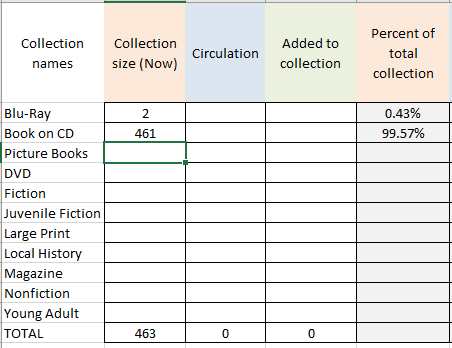 Collection names | Collection size (Now) | Circulation | Added to collection | Percent of total collection
Blu-Ray | 2 | | | 0.43%
Book on CD | 461 | | | 99.57%
Picture Books
DVD
Fiction
Juvenile Fiction
Large Print
Local History
Magazine
Nonfiction
Young Adult
TOTAL | 463 | 0 | 0